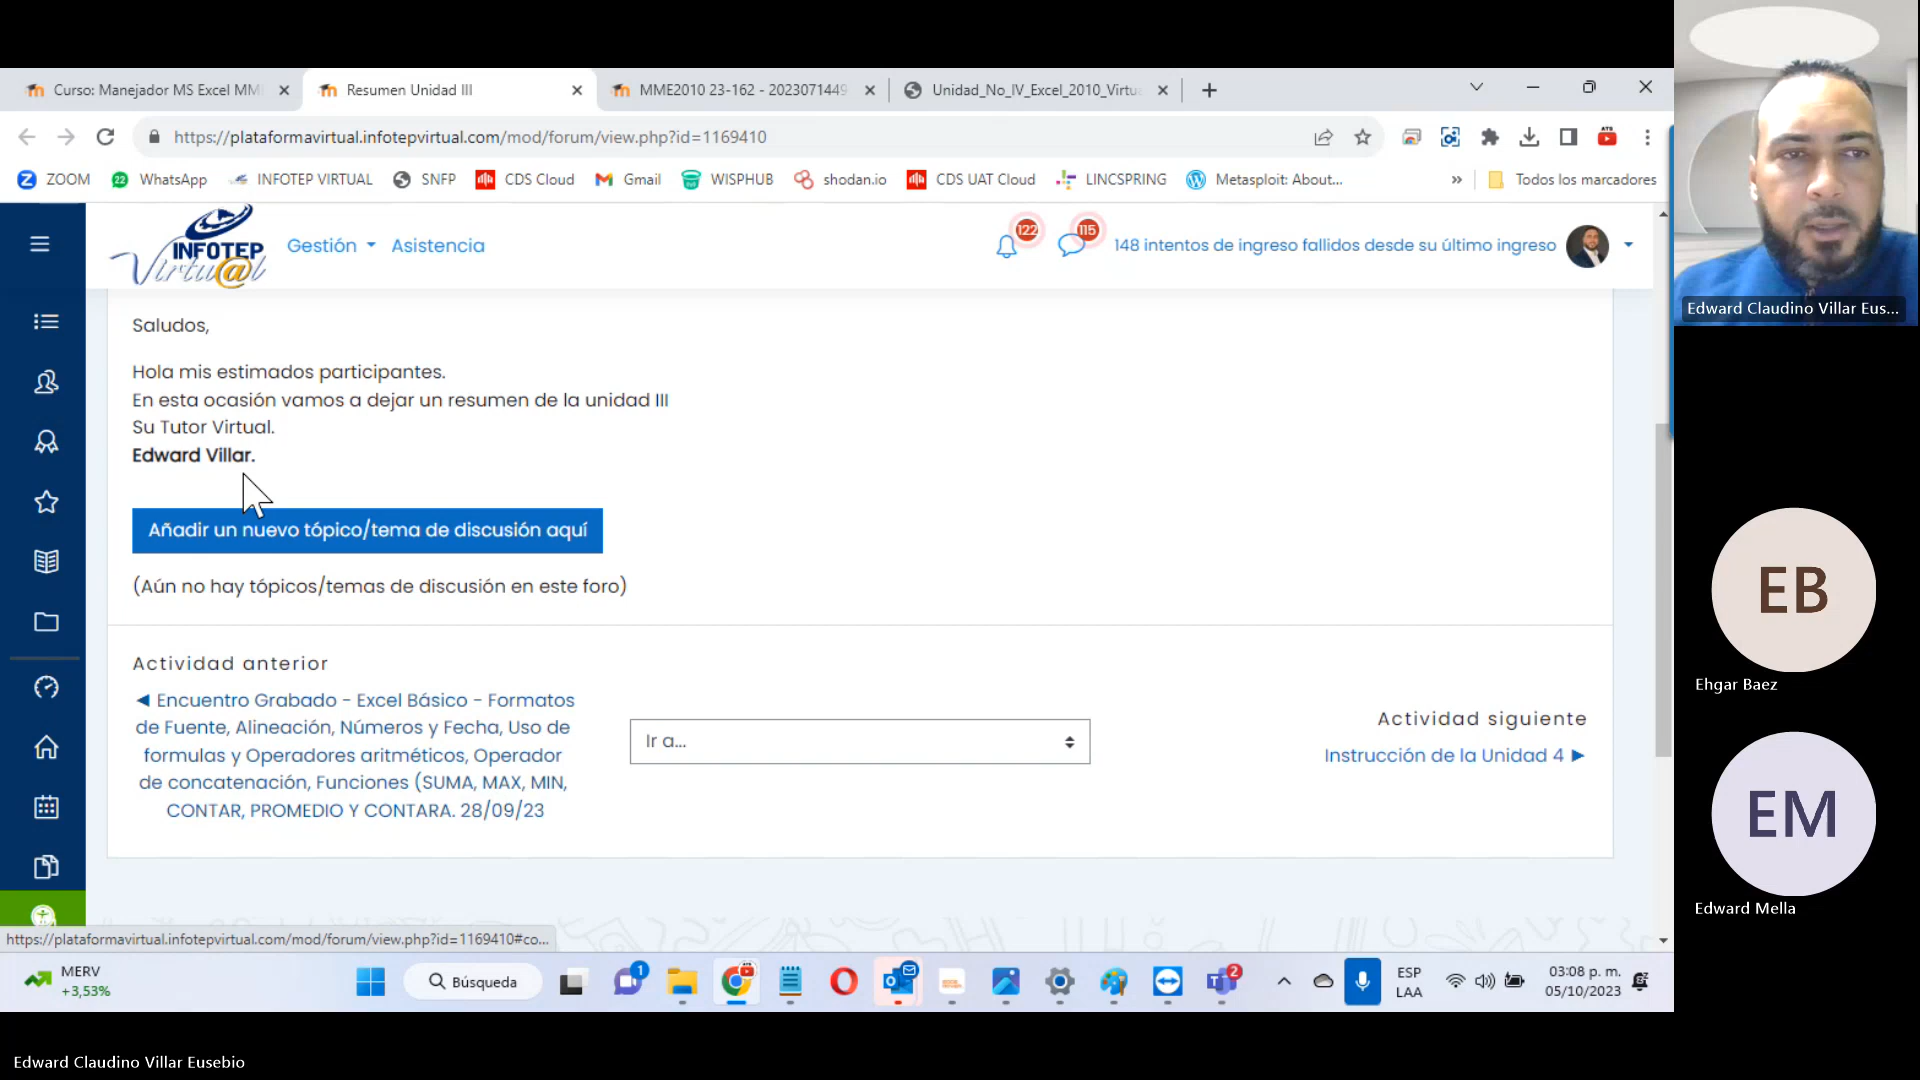 Curso: Manejador MS Excel MM
Resumen Unidad III
MME2010 23-162 - 2023071449
Unidad_No_IV_Excel_2010_Virtu
https://plataformavirtual.infotepvirtual.com/mod/forum/view.php?id=1169410
ZOOM
22
WhatsApp
INFOTEP VIRTUAL
SNFP
CDS Cloud
Gmail
WISPHUB
shodan.io
CDS UAT Cloud
LINCSPRING
Metasploit: About...
»
Todos los marcadores
INFOTEP
Virtu@l
Gestión
Asistencia
122
115
148 intentos de ingreso fallidos desde su último ingreso
Saludos,
Hola mis estimados participantes.
En esta ocasión vamos a dejar un resumen de la unidad III
Su Tutor Virtual.
Edward Villar.
Añadir un nuevo tópico/tema de discusión aquí
(Aún no hay tópicos/temas de discusión en este foro)
Actividad anterior
◀ Encuentro Grabado - Excel Básico - Formatos
de Fuente, Alineación, Números y Fecha, Uso de
formulas y Operadores aritméticos, Operador
de concatenación, Funciones (SUMA, MAX, MIN,
CONTAR, PROMEDIO Y CONTARA. 28/09/23
Ir a...
Actividad siguiente
Instrucción de la Unidad 4 ▶
https://plataformavirtual.infotepvirtual.com/mod/forum/view.php?id=1169410#co...
MERV
+3,53%
Búsqueda
1
2
ESP
LAA
03:08 p. m.
05/10/2023
Edward Claudino Villar Eus...
EB
Ehgar Baez
EM
Edward Mella
Edward Claudino Villar Eusebio